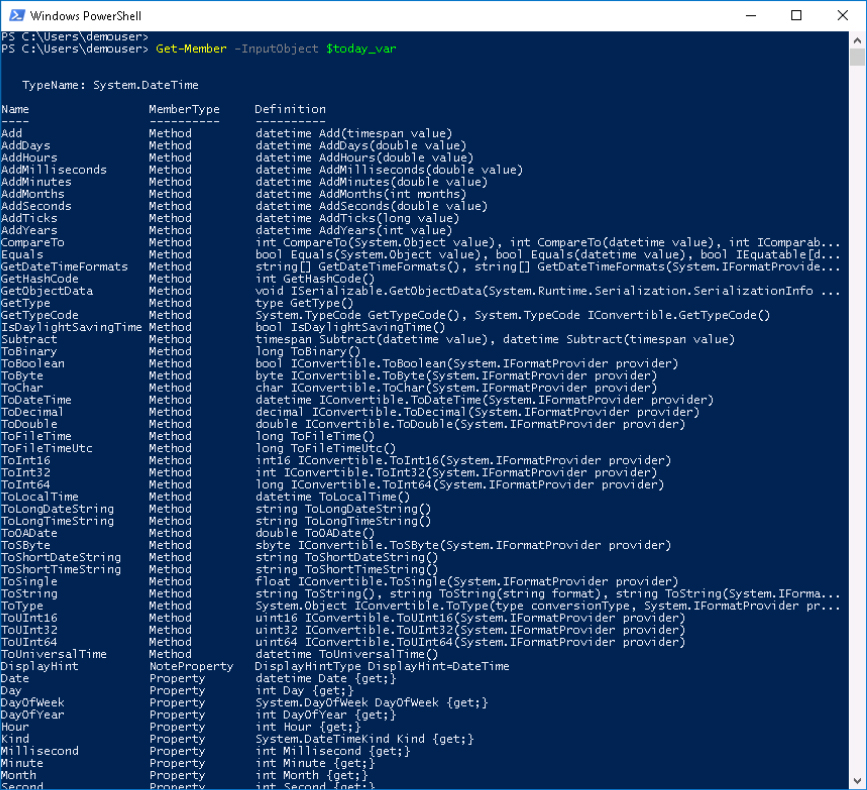 Windows PowerShell
PS C:\Users\demouser>
PS C:\Users\demouser> Get-Member -InputObject $today_var
TypeName: System.DateTime
Name MemberType Definition
---- ---------- ----------
Add Method datetime Add(timespan value)
AddDays Method datetime AddDays(double value)
AddHours Method datetime AddHours(double value)
AddMilliseconds Method datetime AddMilliseconds(double value)
AddMinutes Method datetime AddMinutes(double value)
AddMonths Method datetime AddMonths(int months)
AddSeconds Method datetime AddSeconds(double value)
AddTicks Method datetime AddTicks(long value)
AddYears Method datetime AddYears(int value)
CompareTo Method int CompareTo(System.Object value), int CompareTo(datetime value), int IComparab...
Equals Method bool Equals(System.Object value), bool Equals(datetime value), bool IEquatable[d...
GetDateTimeFormats Method string[] GetDateTimeFormats(), string[] GetDateTimeFormats(System.IFormatProvide...
GetHashCode Method int GetHashCode()
GetObjectData Method void ISerializable.GetObjectData(System.Runtime.Serialization.SerializationInfo ...
GetType Method type GetType()
GetTypeCode Method System.TypeCode GetTypeCode(), System.TypeCode IConvertible.GetTypeCode()
IsDaylightSavingTime Method bool IsDaylightSavingTime()
Subtract Method timespan Subtract(datetime value), datetime Subtract(timespan value)
ToBinary Method long ToBinary()
ToBoolean Method bool IConvertible.ToBoolean(System.IFormatProvider provider)
ToByte Method byte IConvertible.ToByte(System.IFormatProvider provider)
ToChar Method char IConvertible.ToChar(System.IFormatProvider provider)
ToDateTime Method datetime IConvertible.ToDateTime(System.IFormatProvider provider)
ToDecimal Method decimal IConvertible.ToDecimal(System.IFormatProvider provider)
ToDouble Method double IConvertible.ToDouble(System.IFormatProvider provider)
ToFileTime Method long ToFileTime()
ToFileTimeUtc Method long ToFileTimeUtc()
ToInt16 Method int16 IConvertible.ToInt16(System.IFormatProvider provider)
ToInt32 Method int IConvertible.ToInt32(System.IFormatProvider provider)
ToInt64 Method long IConvertible.ToInt64(System.IFormatProvider provider)
ToLocalTime Method datetime ToLocalTime()
ToLongDateString Method string ToLongDateString()
ToLongTimeString Method string ToLongTimeString()
ToOADate Method double ToOADate()
ToSByte Method sbyte IConvertible.ToSByte(System.IFormatProvider provider)
ToShortDateString Method string ToShortDateString()
ToShortTimeString Method string ToShortTimeString()
ToSingle Method float IConvertible.ToSingle(System.IFormatProvider provider)
ToString Method string ToString(), string ToString(string format), string ToString(System.IForma...
ToType Method System.Object IConvertible.ToType(type conversionType, System.IFormatProvider pr...
ToUInt16 Method uint16 IConvertible.ToUInt16(System.IFormatProvider provider)
ToUInt32 Method uint32 IConvertible.ToUInt32(System.IFormatProvider provider)
ToUInt64 Method uint64 IConvertible.ToUInt64(System.IFormatProvider provider)
ToUniversalTime Method datetime ToUniversalTime()
DisplayHint NoteProperty DisplayHintType DisplayHint=DateTime
Date Property datetime Date {get;}
Day Property int Day {get;}
DayOfWeek Property System.DayOfWeek DayOfWeek {get;}
DayOfYear Property int DayOfYear {get;}
Hour Property int Hour {get;}
Kind Property System.DateTimeKind Kind {get;}
Millisecond Property int Millisecond {get;}
Minute Property int Minute {get;}
Month Property int Month {get;}
Second Property int Second {get;}